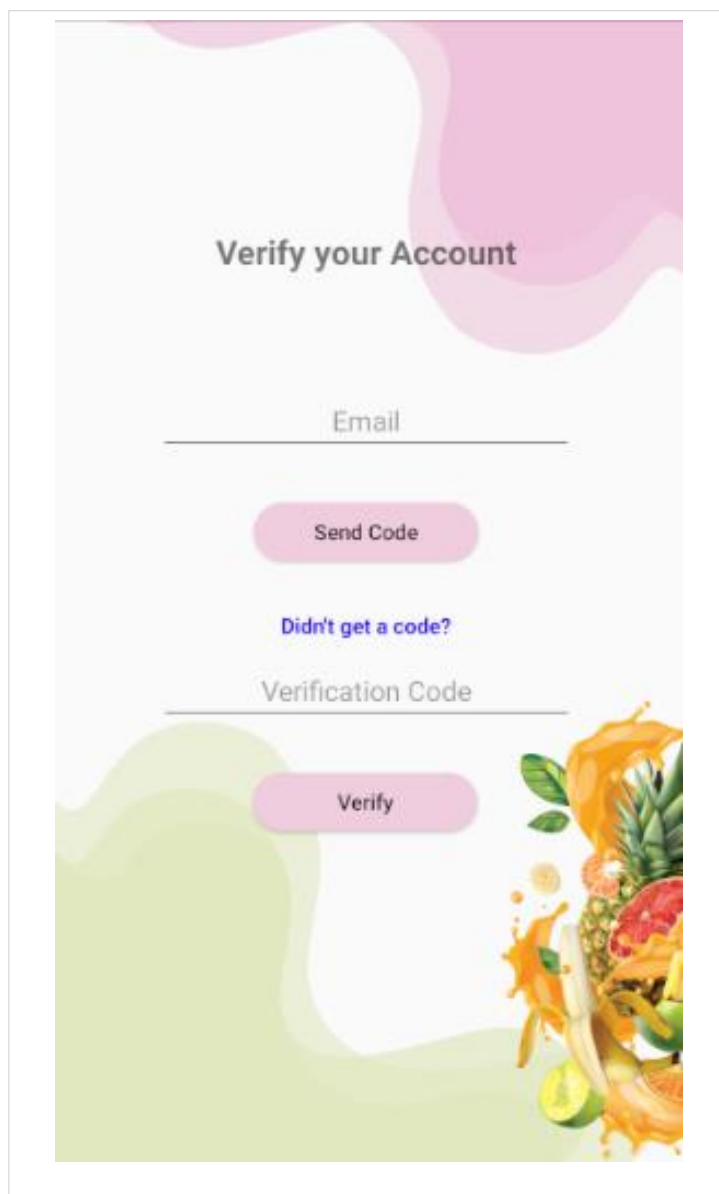 Verify your Account
Email
Send Code
Didn't get a code?
Verification Code
Verify